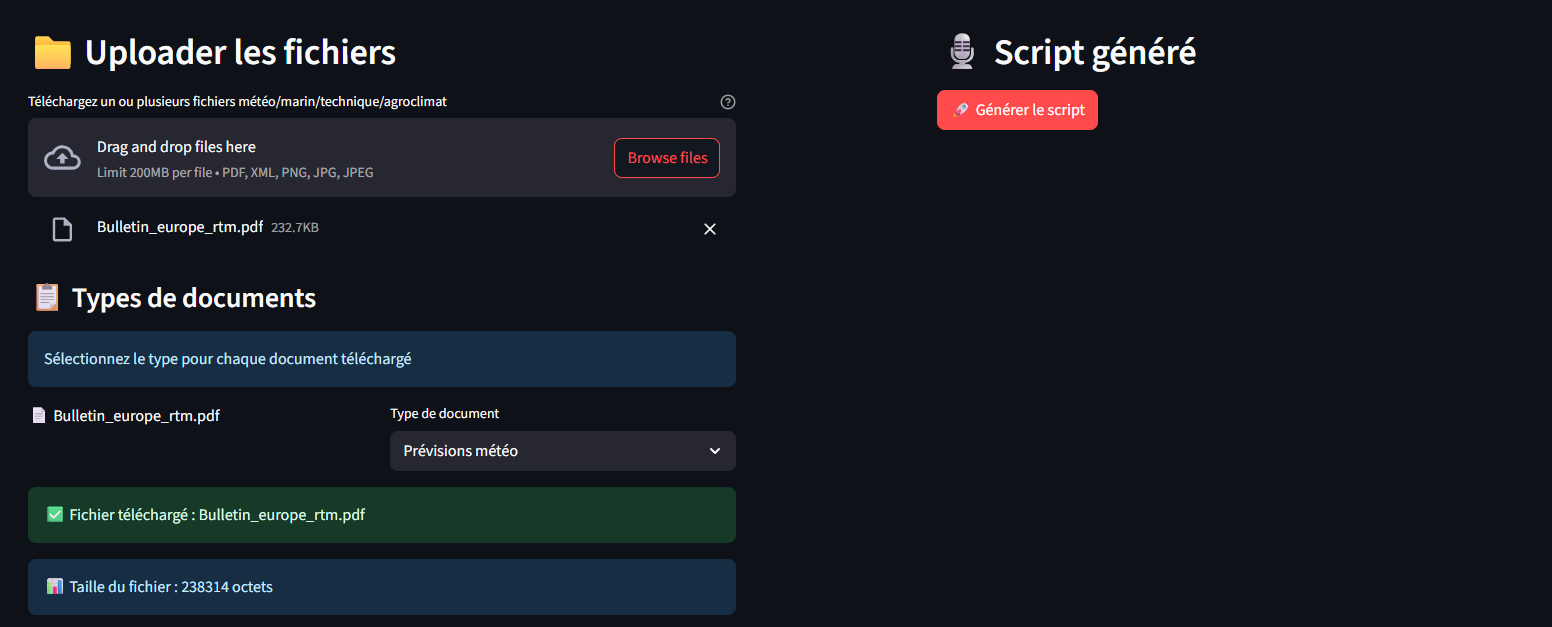 Uploader les fichiers
Téléchargez un ou plusieurs fichiers météo/marin/technique/agroclimat
Drag and drop files here
Limit 200MB per file • PDF, XML, PNG, JPG, JPEG
Browse files
Bulletin_europe_rtm.pdf 232.7KB
Types de documents
Sélectionnez le type pour chaque document téléchargé
Bulletin_europe_rtm.pdf
Type de document
Prévisions météo
Fichier téléchargé : Bulletin_europe_rtm.pdf
Taille du fichier : 238314 octets
Script généré
Générer le script